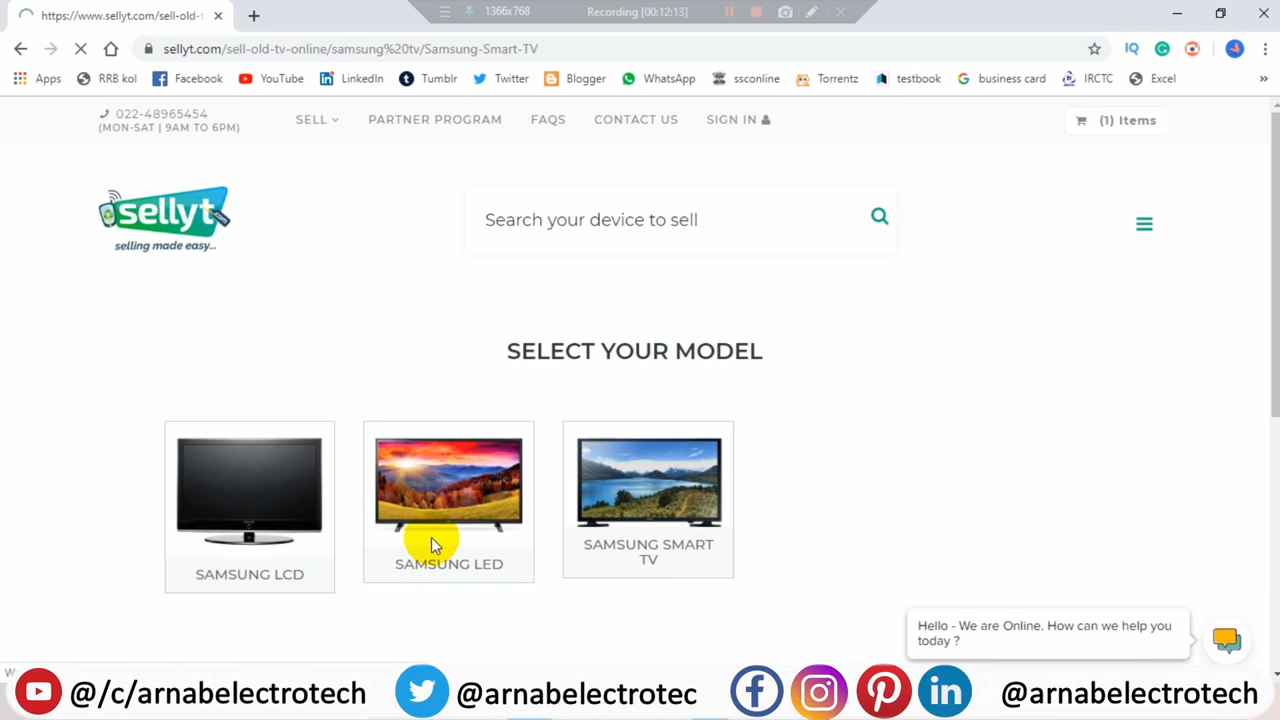 1366x768
Recording [00:12:13]
https://www.sellyt.com/sell-old-t
sellyt.com/sell-old-tv-online/samsung%20tv/Samsung-Smart-TV
IQ
Apps
RRB kol
Facebook
YouTube
LinkedIn
Tumblr
Twitter
Blogger
WhatsApp
ssconline
Torrentz
testbook
business card
IRCTC
Excel
»
022-48965454
(MON-SAT | 9AM TO 6PM)
SELL
PARTNER PROGRAM
FAQS
CONTACT US
SIGN IN
(1) Items
sellyt.com
selling made easy...
Search your device to sell
SELECT YOUR MODEL
SAMSUNG LCD
SAMSUNG LED
SAMSUNG SMART
TV
Hello - We are Online. How can we help you
today ?
@/c/arnabelectrotech
@arnabelectrotec
@arnabelectrotech